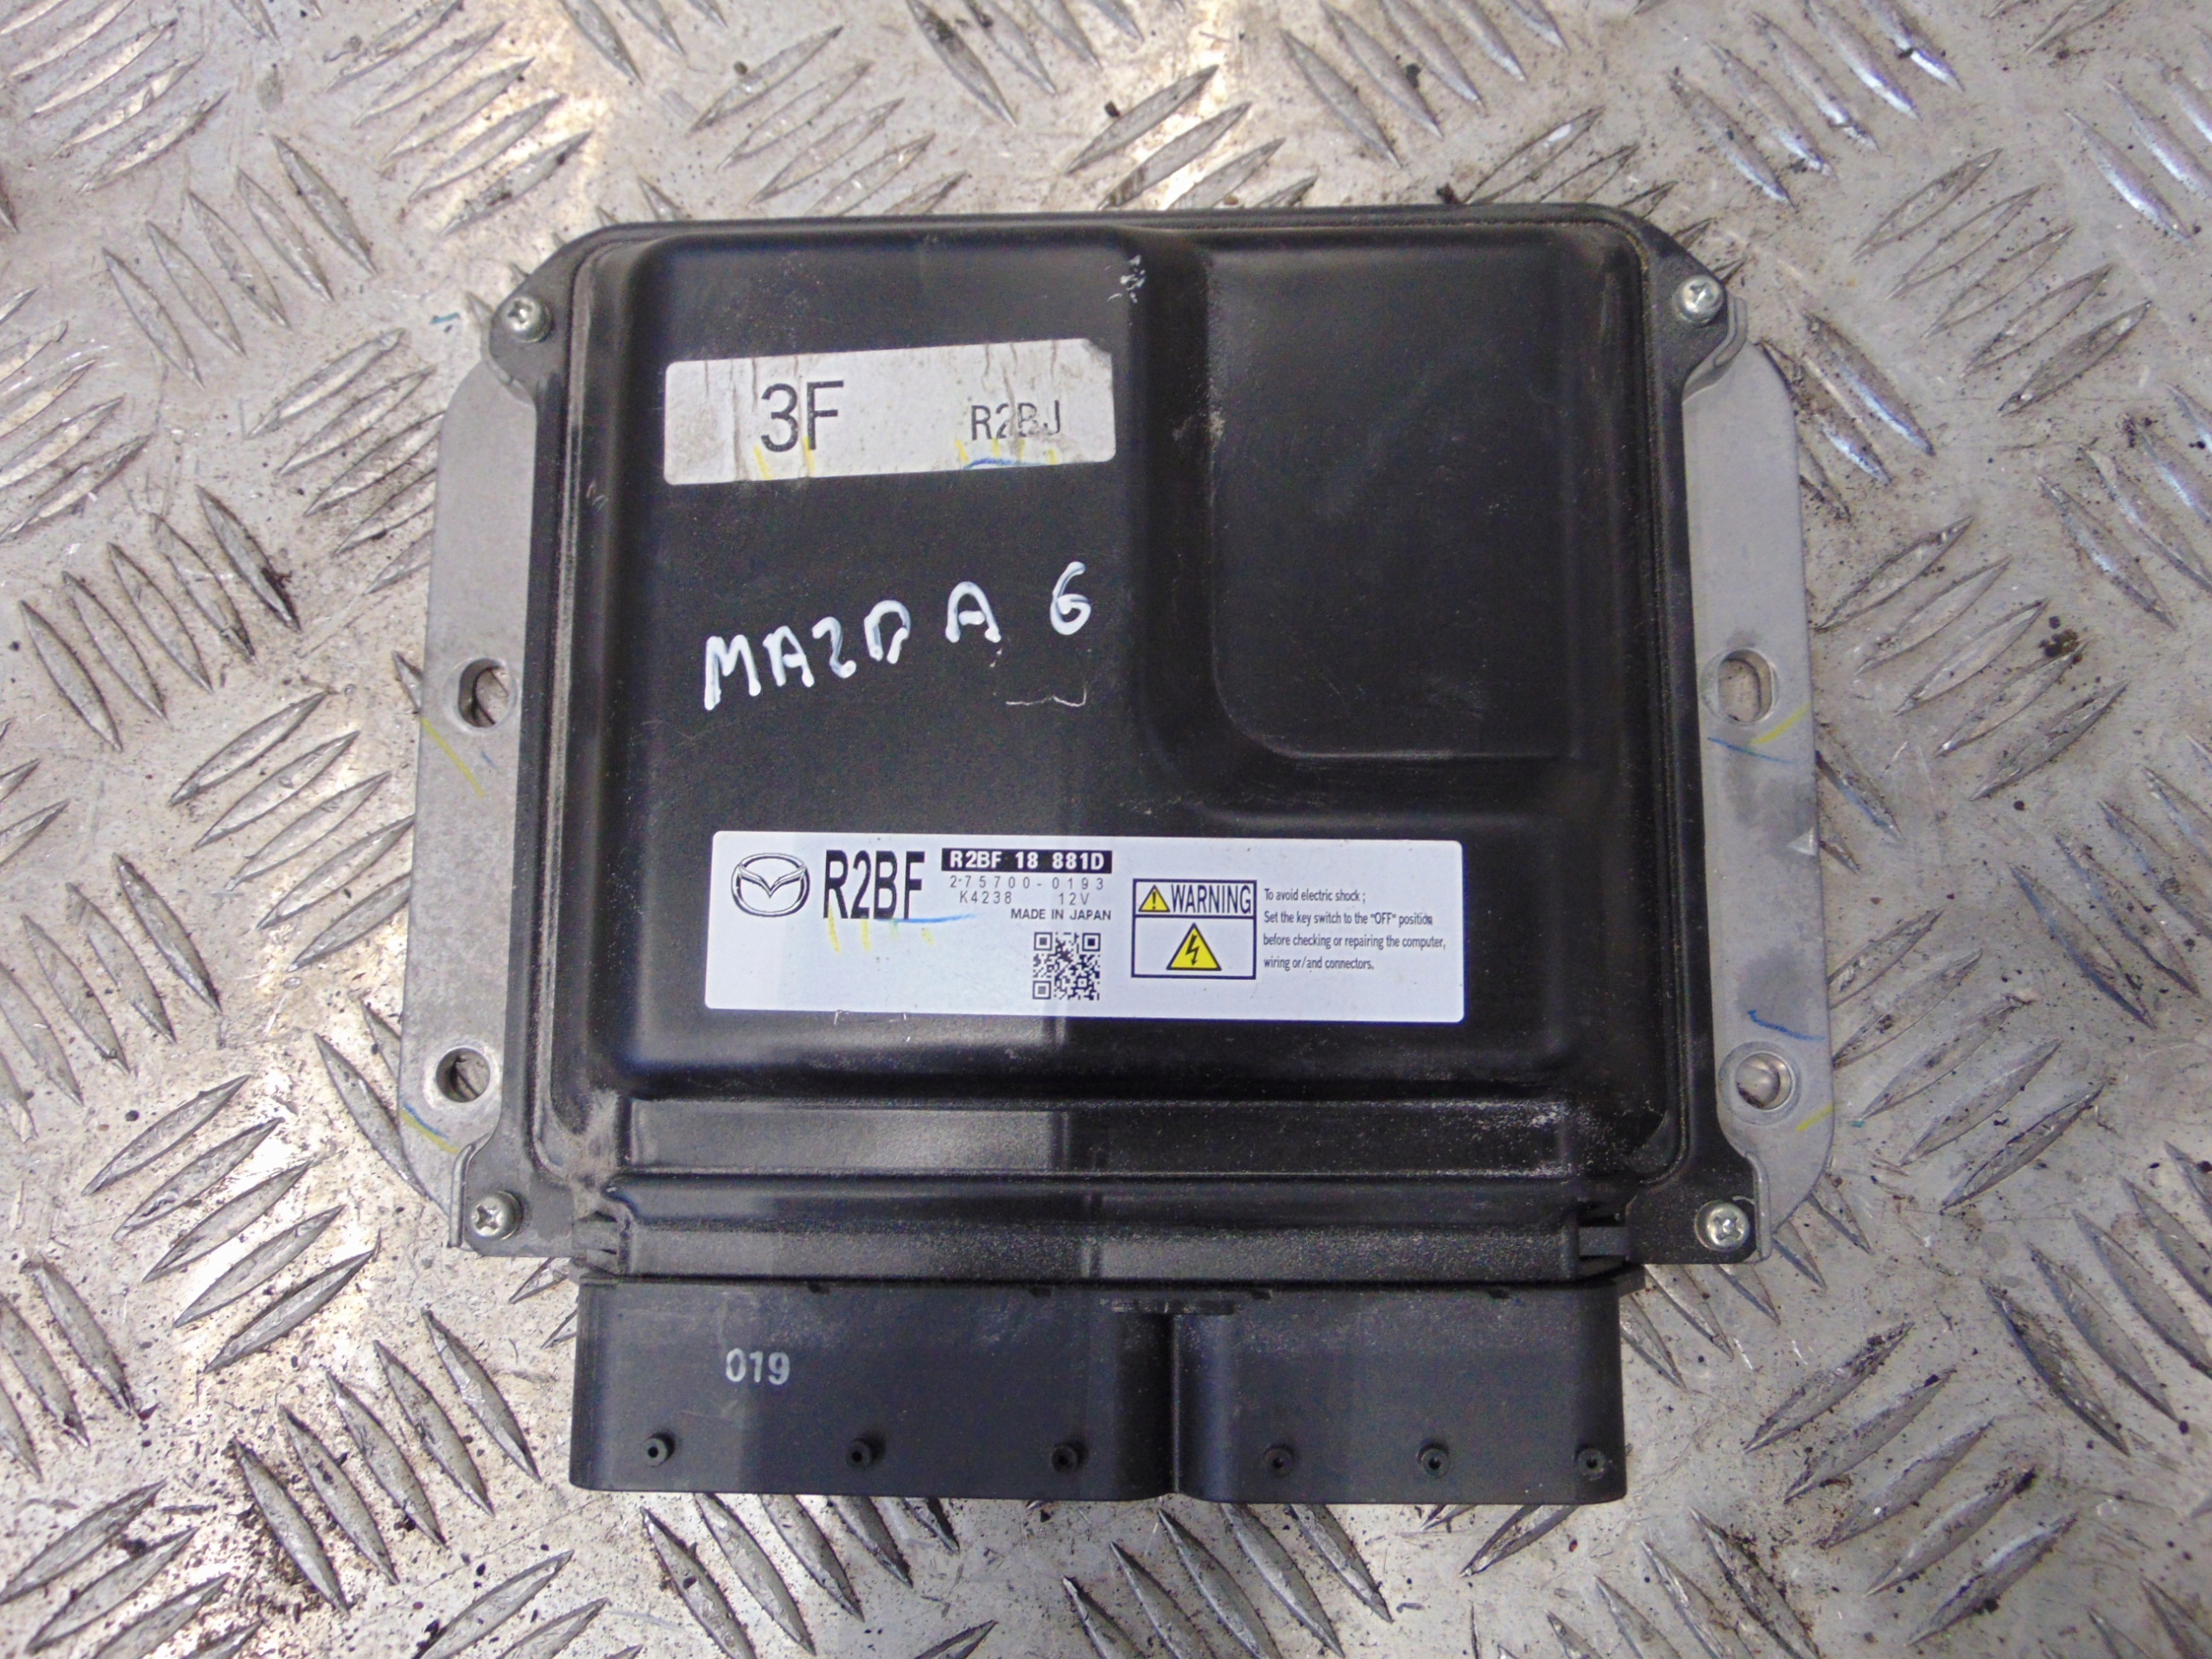 3F R2BJ
MAZDA 6
R2BF
R2BF 18 881D
275700-0193
K4238 12V
MADE IN JAPAN
WARNING
To avoid electric shock ;
Set the key switch to the "OFF" position
before checking or repairing the computer,
wiring or/and connectors.
019